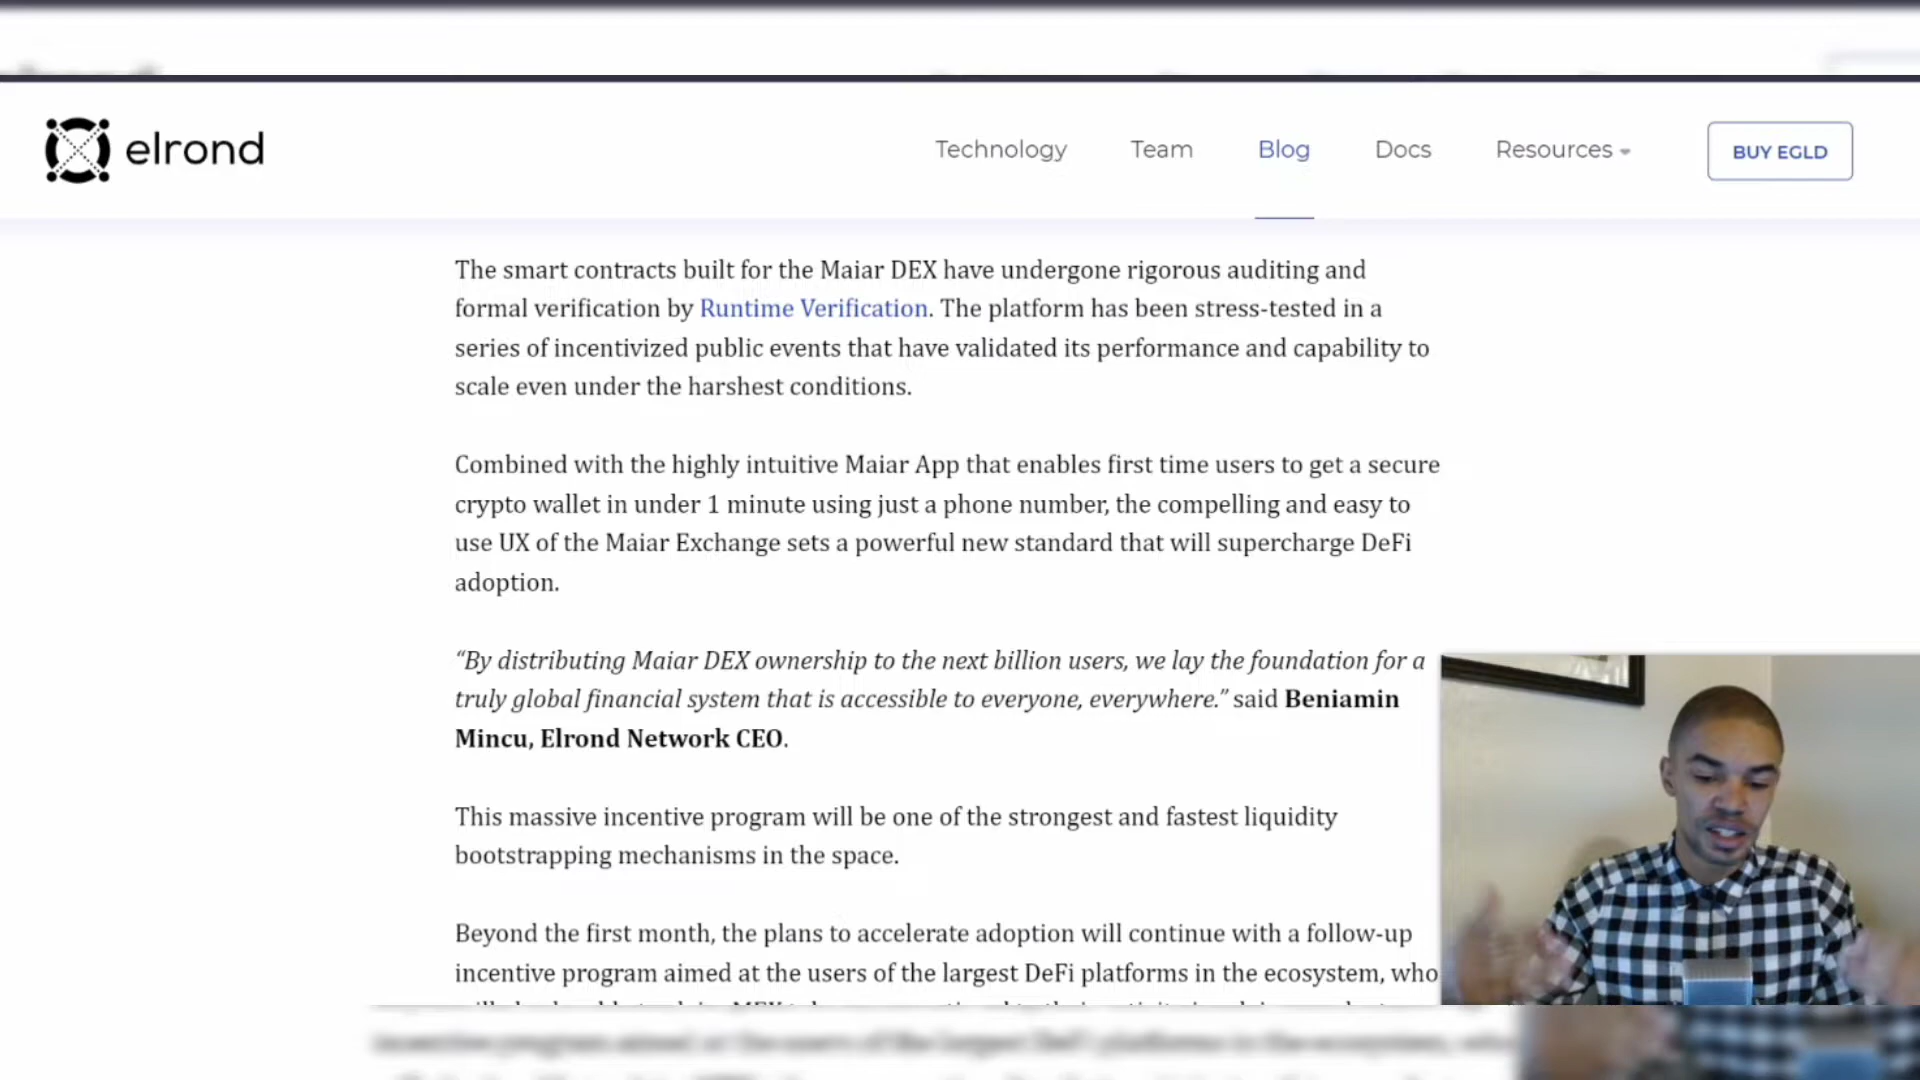 elrond
Technology
Team
Blog
Docs
Resources
BUY EGLD
The smart contracts built for the Maiar DEX have undergone rigorous auditing and
formal verification by Runtime Verification. The platform has been stress-tested in a
series of incentivized public events that have validated its performance and capability to
scale even under the harshest conditions.
Combined with the highly intuitive Maiar App that enables first time users to get a secure
crypto wallet in under 1 minute using just a phone number, the compelling and easy to
use UX of the Maiar Exchange sets a powerful new standard that will supercharge DeFi
adoption.
“By distributing Maiar DEX ownership to the next billion users, we lay the foundation for a
truly global financial system that is accessible to everyone, everywhere.” said Beniamin
Mincu, Elrond Network CEO.
This massive incentive program will be one of the strongest and fastest liquidity
bootstrapping mechanisms in the space.
Beyond the first month, the plans to accelerate adoption will continue with a follow-up
incentive program aimed at the users of the largest DeFi platforms in the ecosystem, who